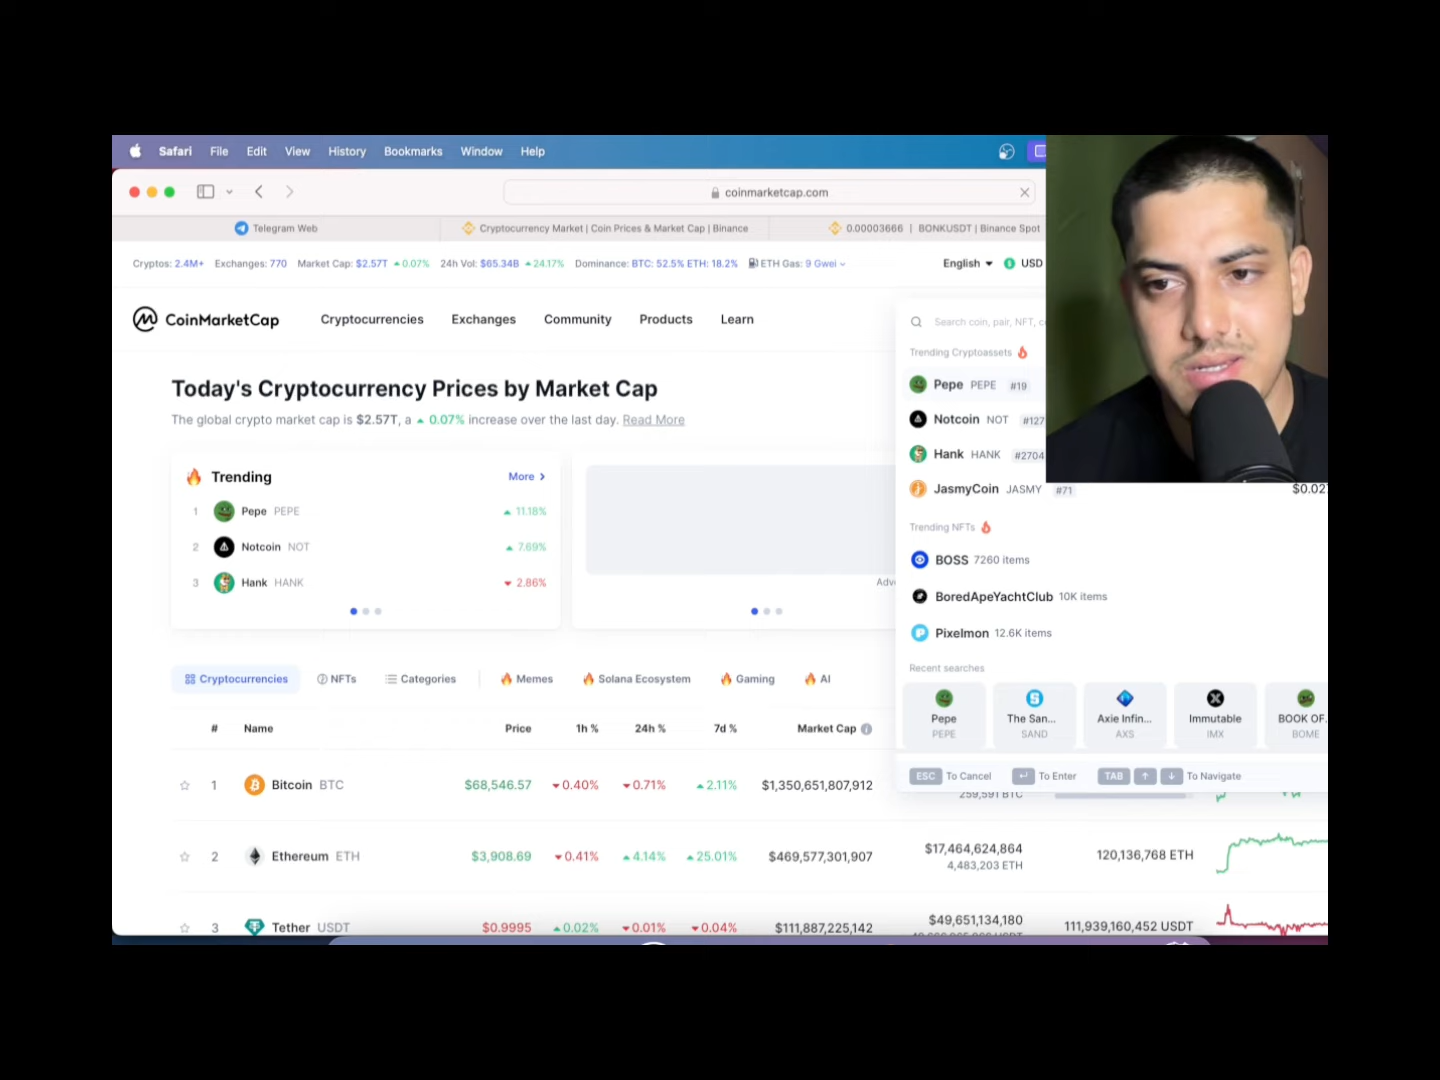 Safari File Edit View History Bookmarks Window Help
coinmarketcap.com
Telegram Web
Cryptocurrency Market | Coin Prices & Market Cap | Binance
0.00003666 | BONKUSDT | Binance Spot
Cryptos: 2.4M+ Exchanges: 770 Market Cap: $2.57T 0.07% 24h Vol: $65.34B 24.17% Dominance: BTC: 52.5% ETH: 18.2% ETH Gas: 9 Gwei
English USD
CoinMarketCap Cryptocurrencies Exchanges Community Products Learn
Today's Cryptocurrency Prices by Market Cap
The global crypto market cap is $2.57T, a 0.07% increase over the last day. Read More
Trending More
1 Pepe PEPE 11.18%
2 Notcoin NOT 7.69%
3 Hank HANK 2.86%
Search coin, pair, NFT,
Trending Cryptoassets
Pepe PEPE #19
Notcoin NOT #127
Hank HANK #2704
JasmyCoin JASMY #71
Trending NFTs
BOSS 7260 items
BoredApeYachtClub 10K items
Pixelmon 12.6K items
Recent searches
Pepe
PEPE
The San...
SAND
Axie Infin...
AXS
Immutable
IMX
BOOK OF
BOME
ESC To Cancel To Enter TAB ↑ ↓ To Navigate
Cryptocurrencies NFTs Categories Memes Solana Ecosystem Gaming AI
# Name Price 1h % 24h % 7d % Market Cap
1 Bitcoin BTC $68,546.57 0.40% 0.71% 2.11% $1,350,651,807,912
2 Ethereum ETH $3,908.69 0.41% 4.14% 25.01% $469,577,301,907 $17,464,624,864 120,136,768 ETH
4,483,203 ETH
3 Tether USDT $0.9995 0.02% 0.01% 0.04% $111,887,225,142 $49,651,134,180 111,939,160,452 USDT